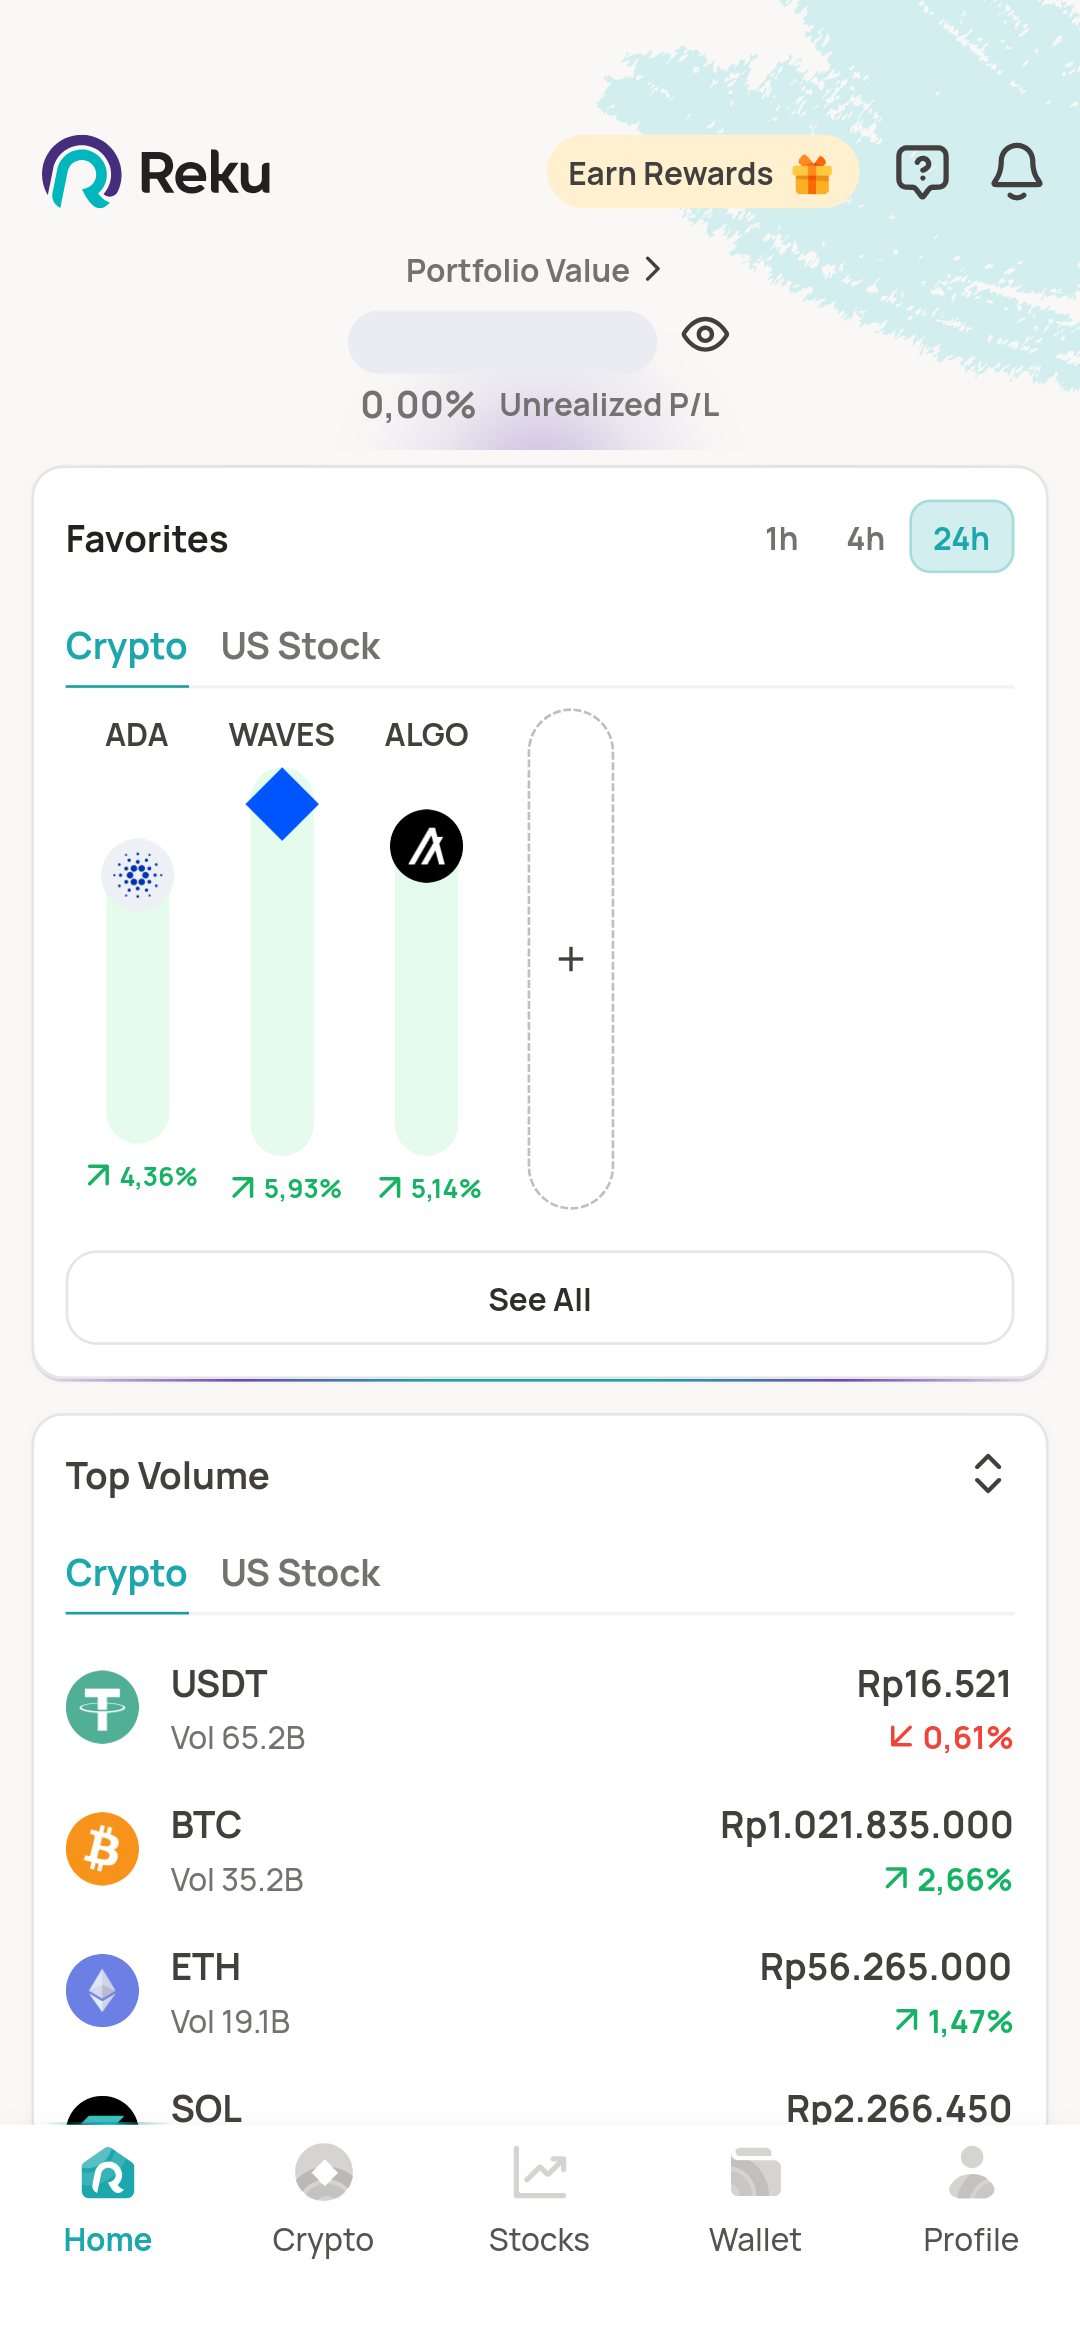 Reku
Earn Rewards
Portfolio Value
0,00% Unrealized P/L
Favorites
1h 4h 24h
Crypto US Stock
ADA WAVES ALGO
4,36% 5,93% 5,14%
See All
Top Volume
Crypto US Stock
USDT Rp16.521
Vol 65.2B 0,61%
BTC Rp1.021.835.000
Vol 35.2B 2,66%
ETH Rp56.265.000
Vol 19.1B 1,47%
SOL Rp2.266.450
Home Crypto Stocks Wallet Profile